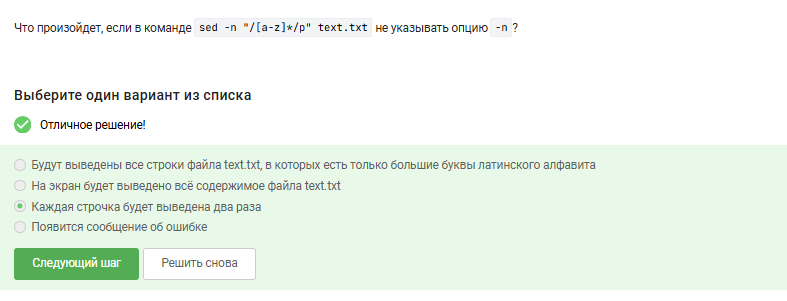 Что произойдет, если в команде sed -n "/[a-z]*/p" text.txt не указывать опцию -n ?
Выберите один вариант из списка
Отличное решение!
Будут выведены все строки файла text.txt, в которых есть только большие буквы латинского алфавита
На экран будет выведено всё содержимое файла text.txt
Каждая строчка будет выведена два раза
Появится сообщение об ошибке
Следующий шаг Решить снова